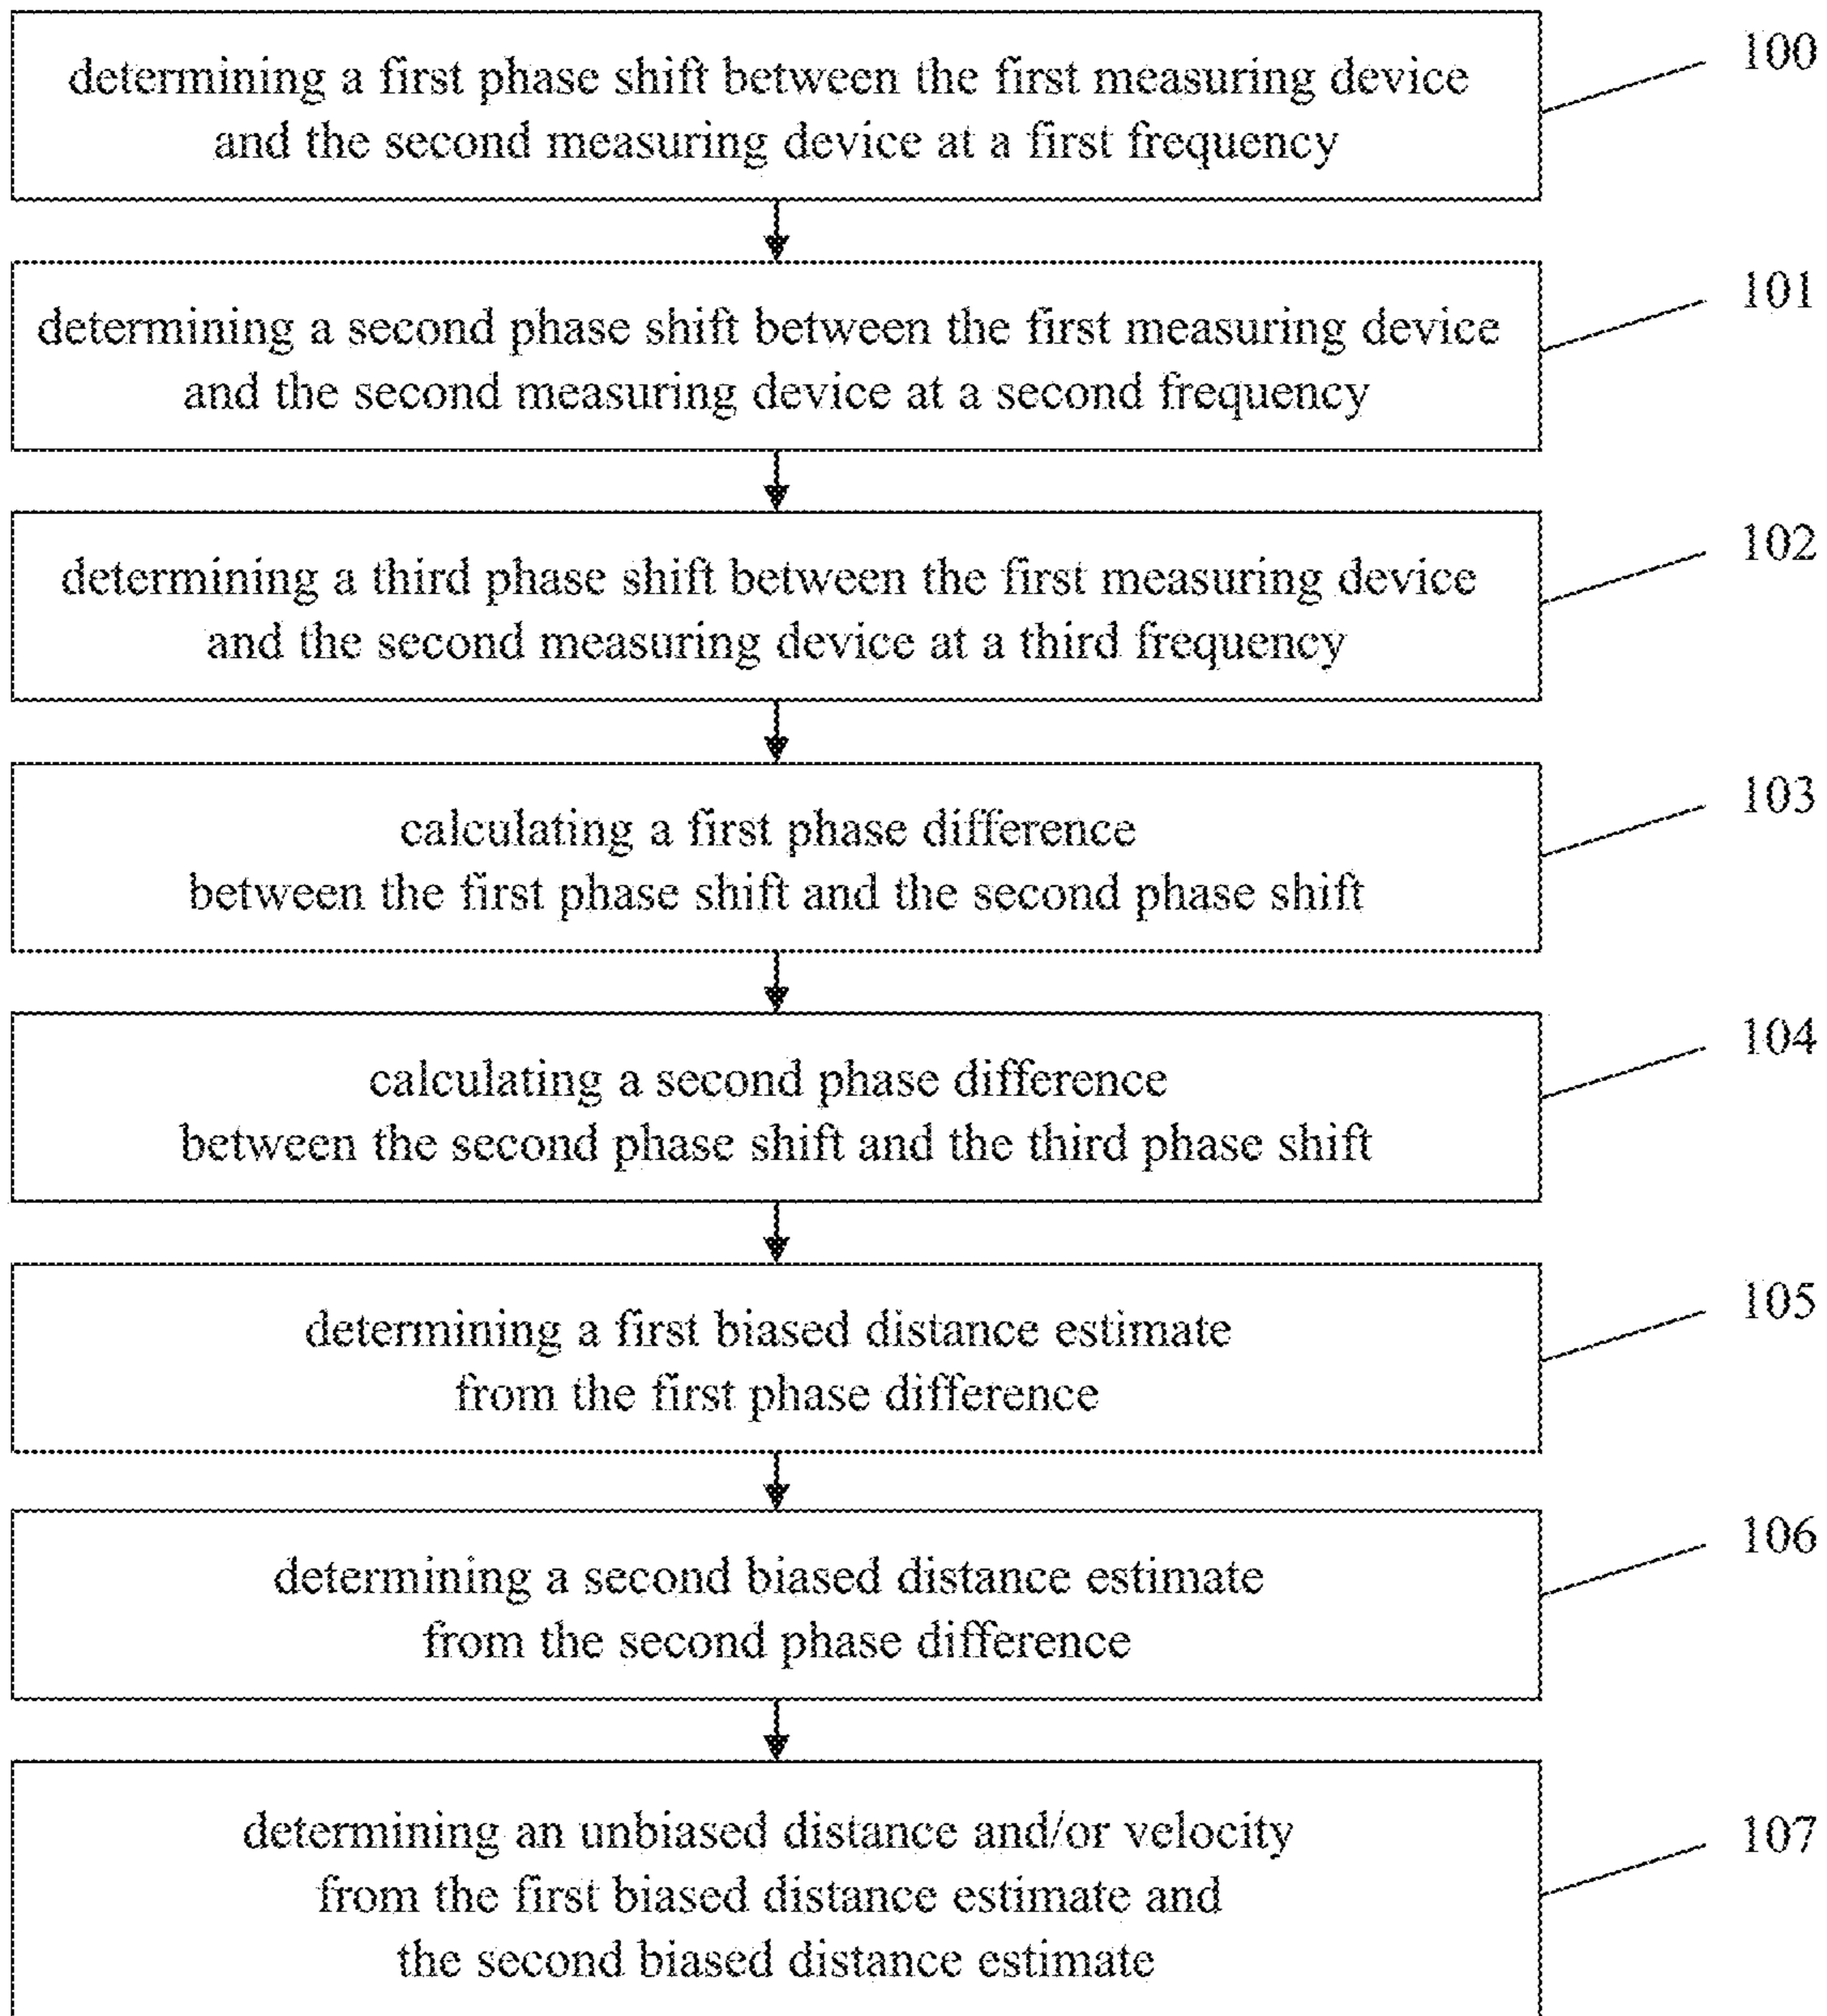 determining a first phase shift between the first measuring device
and the second measuring device at a first frequency
100
determining a second phase shift between the first measuring device
and the second measuring device at a second frequency
101
determining a third phase shift between the first measuring device
and the second measuring device at a third frequency
102
calculating a first phase difference
between the first phase shift and the second phase shift
103
calculating a second phase difference
between the second phase shift and the third phase shift
104
determining a first biased distance estimate
from the first phase difference
105
determining a second biased distance estimate
from the second phase difference
106
determining an unbiased distance and/or velocity
from the first biased distance estimate and
the second biased distance estimate
107